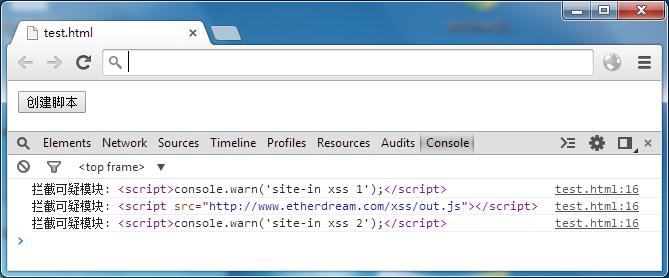 test.html
创建脚本
Elements Network Sources Timeline Profiles Resources Audits Console
<top frame>
拦截可疑模块: <script>console.warn('site-in xss 1');</script> test.html:16
拦截可疑模块: <script src="http://www.etherdream.com/xss/out.js"></script> test.html:16
拦截可疑模块: <script>console.warn('site-in xss 2');</script> test.html:16